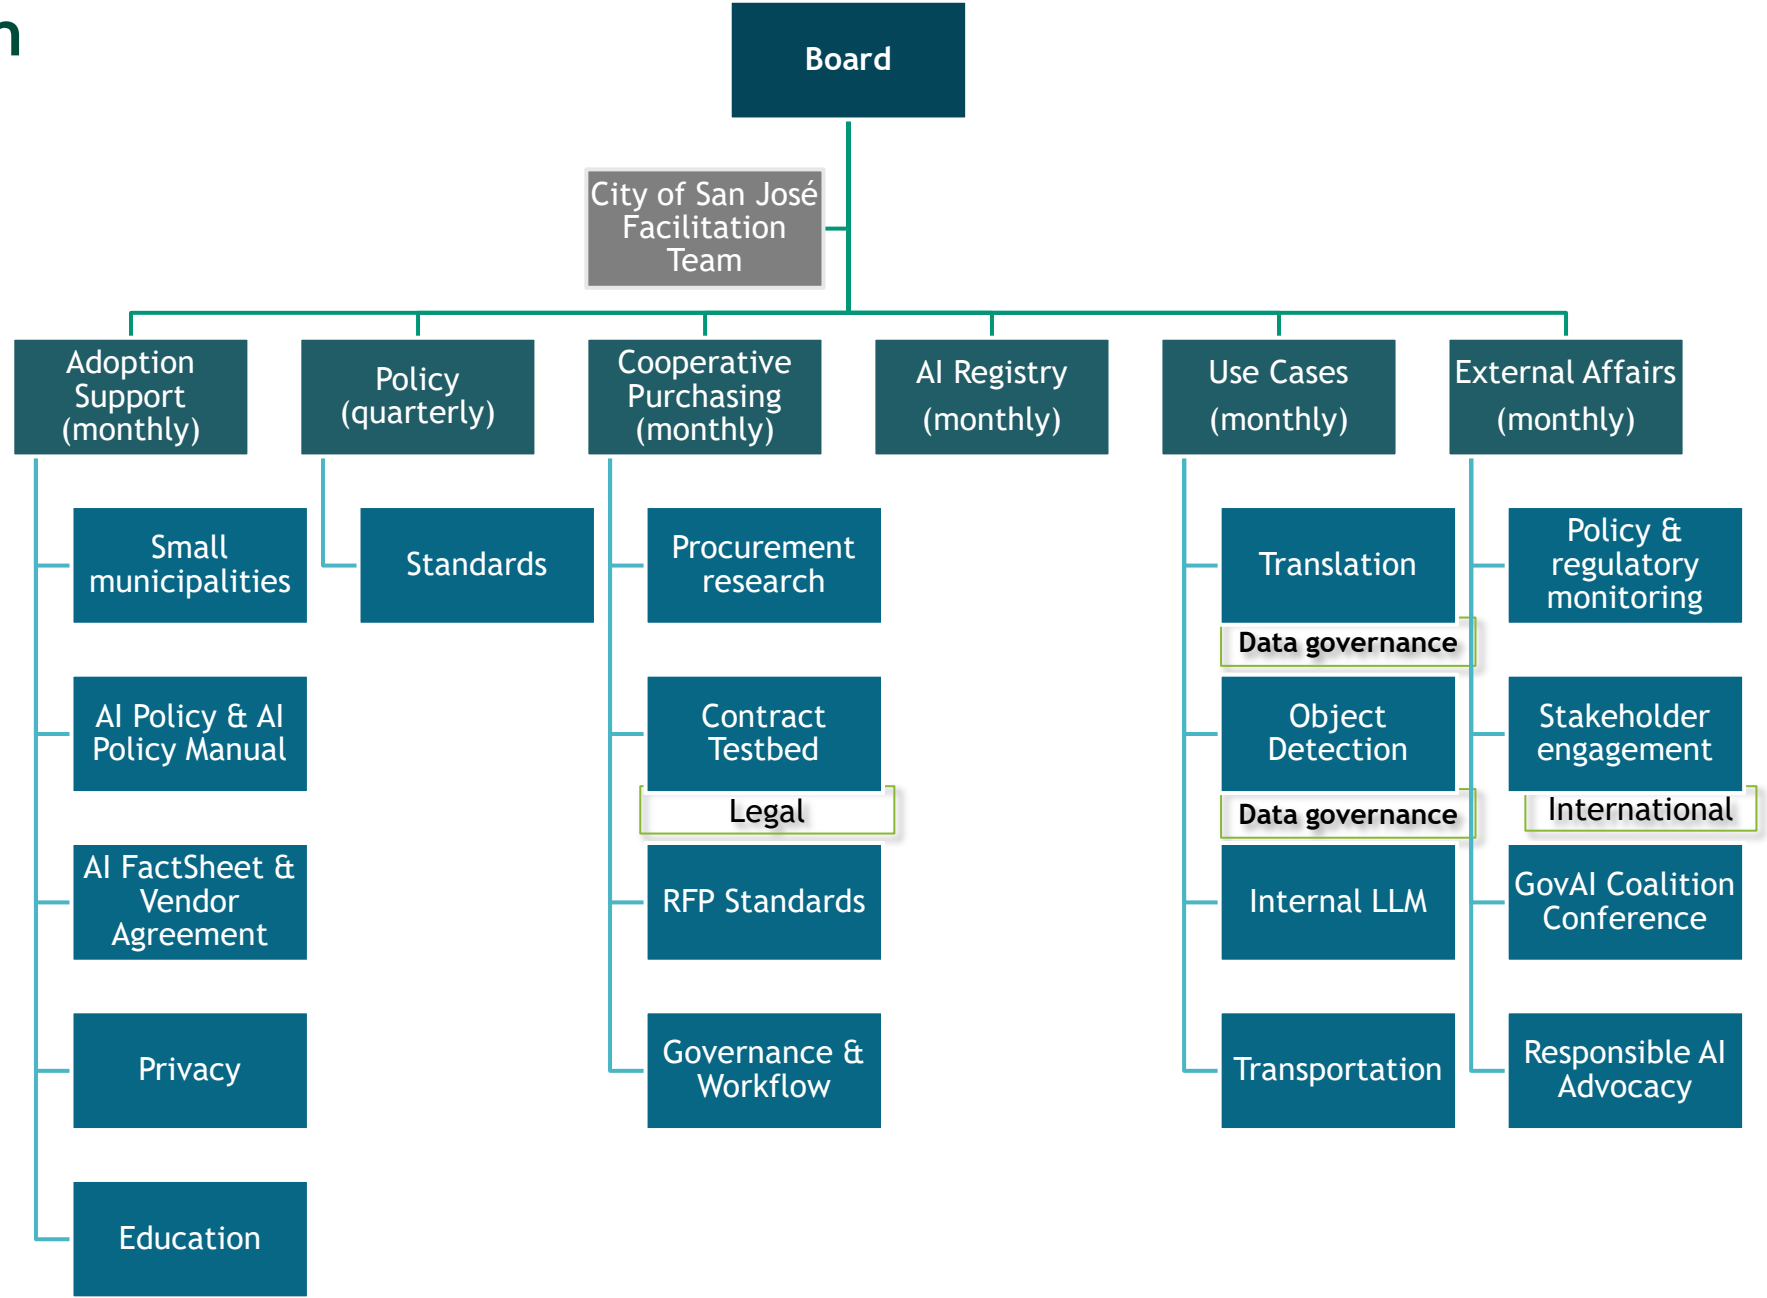 n
Board
City of San José
Facilitation
Team
Adoption
Support
(monthly)
Policy
(quarterly)
Cooperative
Purchasing
(monthly)
AI Registry
(monthly)
Use Cases
(monthly)
External Affairs
(monthly)
Small
municipalities
Standards
Procurement
research
Translation
Policy &
regulatory
monitoring
Data governance
AI Policy & AI
Policy Manual
Contract
Testbed
Object
Detection
Stakeholder
engagement
Legal
Data governance
International
AI FactSheet &
Vendor
Agreement
RFP Standards
Internal LLM
GovAI Coalition
Conference
Privacy
Governance &
Workflow
Transportation
Responsible AI
Advocacy
Education